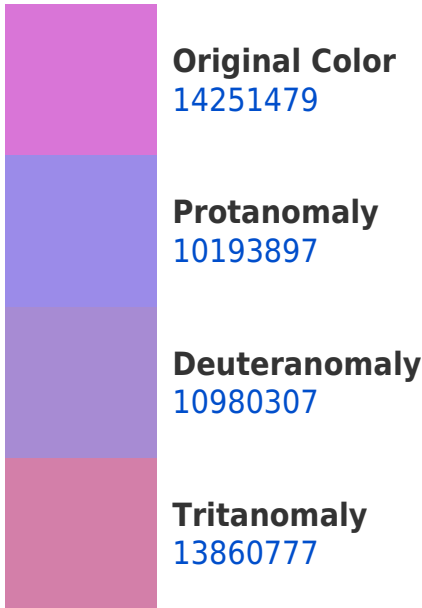 Original Color
14251479
Protanomaly
10193897
Deuteranomaly
10980307
Tritanomaly
13860777